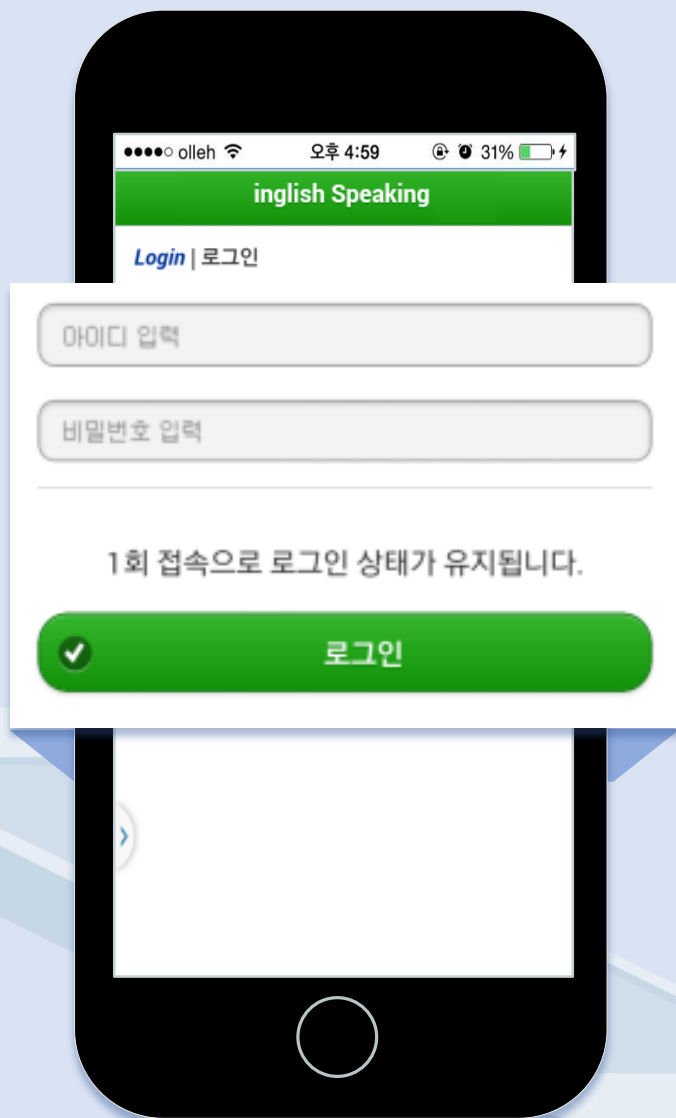 olleh 오후 4:59 31%
inglish Speaking
Login | 로그인
아이디 입력
비밀번호 입력
1회 접속으로 로그인 상태가 유지됩니다.
로그인